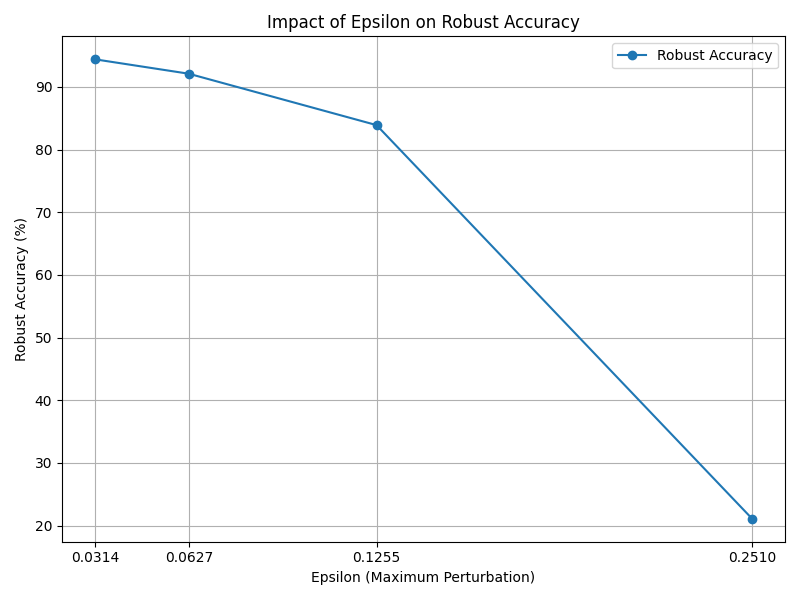 Impact of Epsilon on Robust Accuracy
Robust Accuracy
Robust Accuracy (%)
90
80
70
60
50
40
30
20
0.0314 0.0627 0.1255 0.2510
Epsilon (Maximum Perturbation)